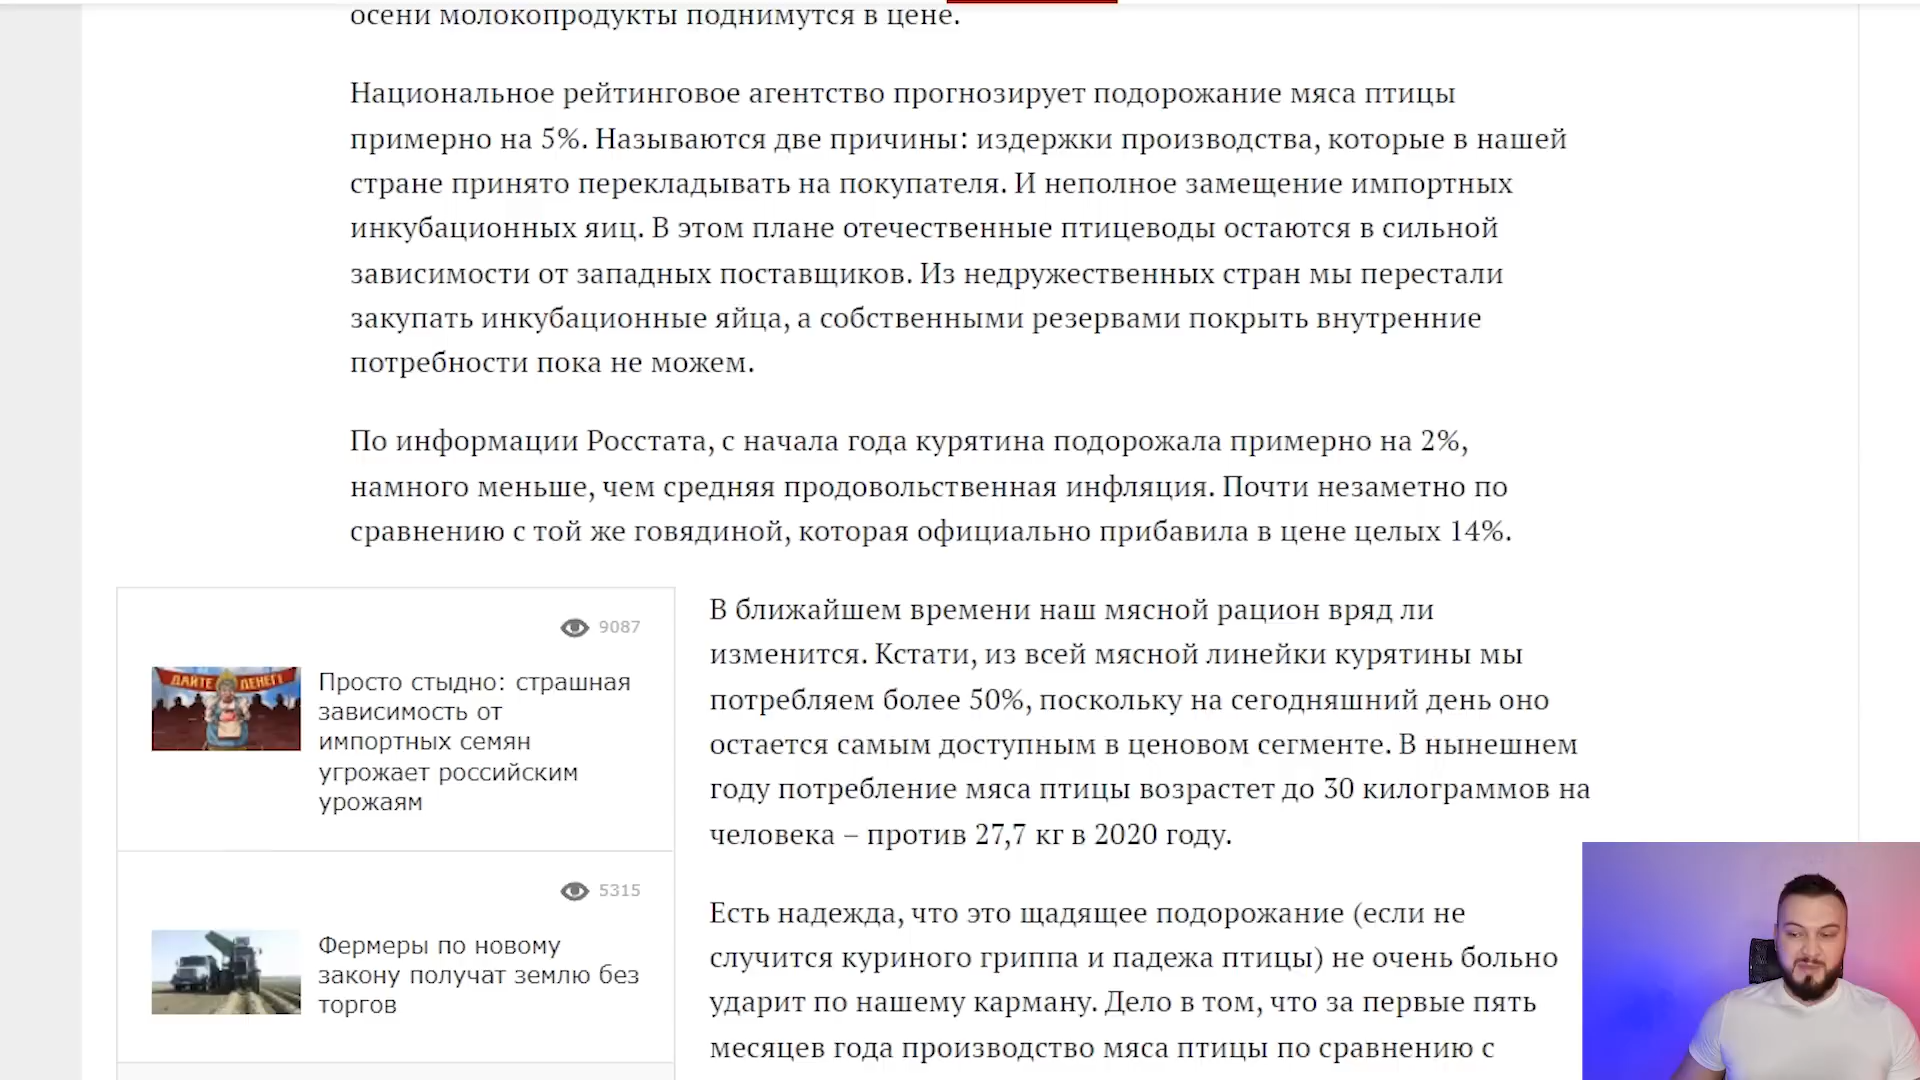 осени молокопродукты поднимутся в цене.
Национальное рейтинговое агентство прогнозирует подорожание мяса птицы
примерно на 5%. Называются две причины: издержки производства, которые в нашей
стране принято перекладывать на покупателя. И неполное замещение импортных
инкубационных яиц. В этом плане отечественные птицеводы остаются в сильной
зависимости от западных поставщиков. Из недружественных стран мы перестали
закупать инкубационные яйца, а собственными резервами покрыть внутренние
потребности пока не можем.
По информации Росстата, с начала года курятина подорожала примерно на 2%,
намного меньше, чем средняя продовольственная инфляция. Почти незаметно по
сравнению с той же говядиной, которая официально прибавила в цене целых 14%.
9087
ДАЙТЕ ДЕНЕГ!
Просто стыдно: страшная
зависимость от
импортных семян
угрожает российским
урожаям
5315
Фермеры по новому
закону получат землю без
торгов
В ближайшем времени наш мясной рацион вряд ли
изменится. Кстати, из всей мясной линейки курятины мы
потребляем более 50%, поскольку на сегодняшний день оно
остается самым доступным в ценовом сегменте. В нынешнем
году потребление мяса птицы возрастет до 30 килограммов на
человека – против 27,7 кг в 2020 году.
Есть надежда, что это щадящее подорожание (если не
случится куриного гриппа и падежа птицы) не очень больно
ударит по нашему карману. Дело в том, что за первые пять
месяцев года производство мяса птицы по сравнению с